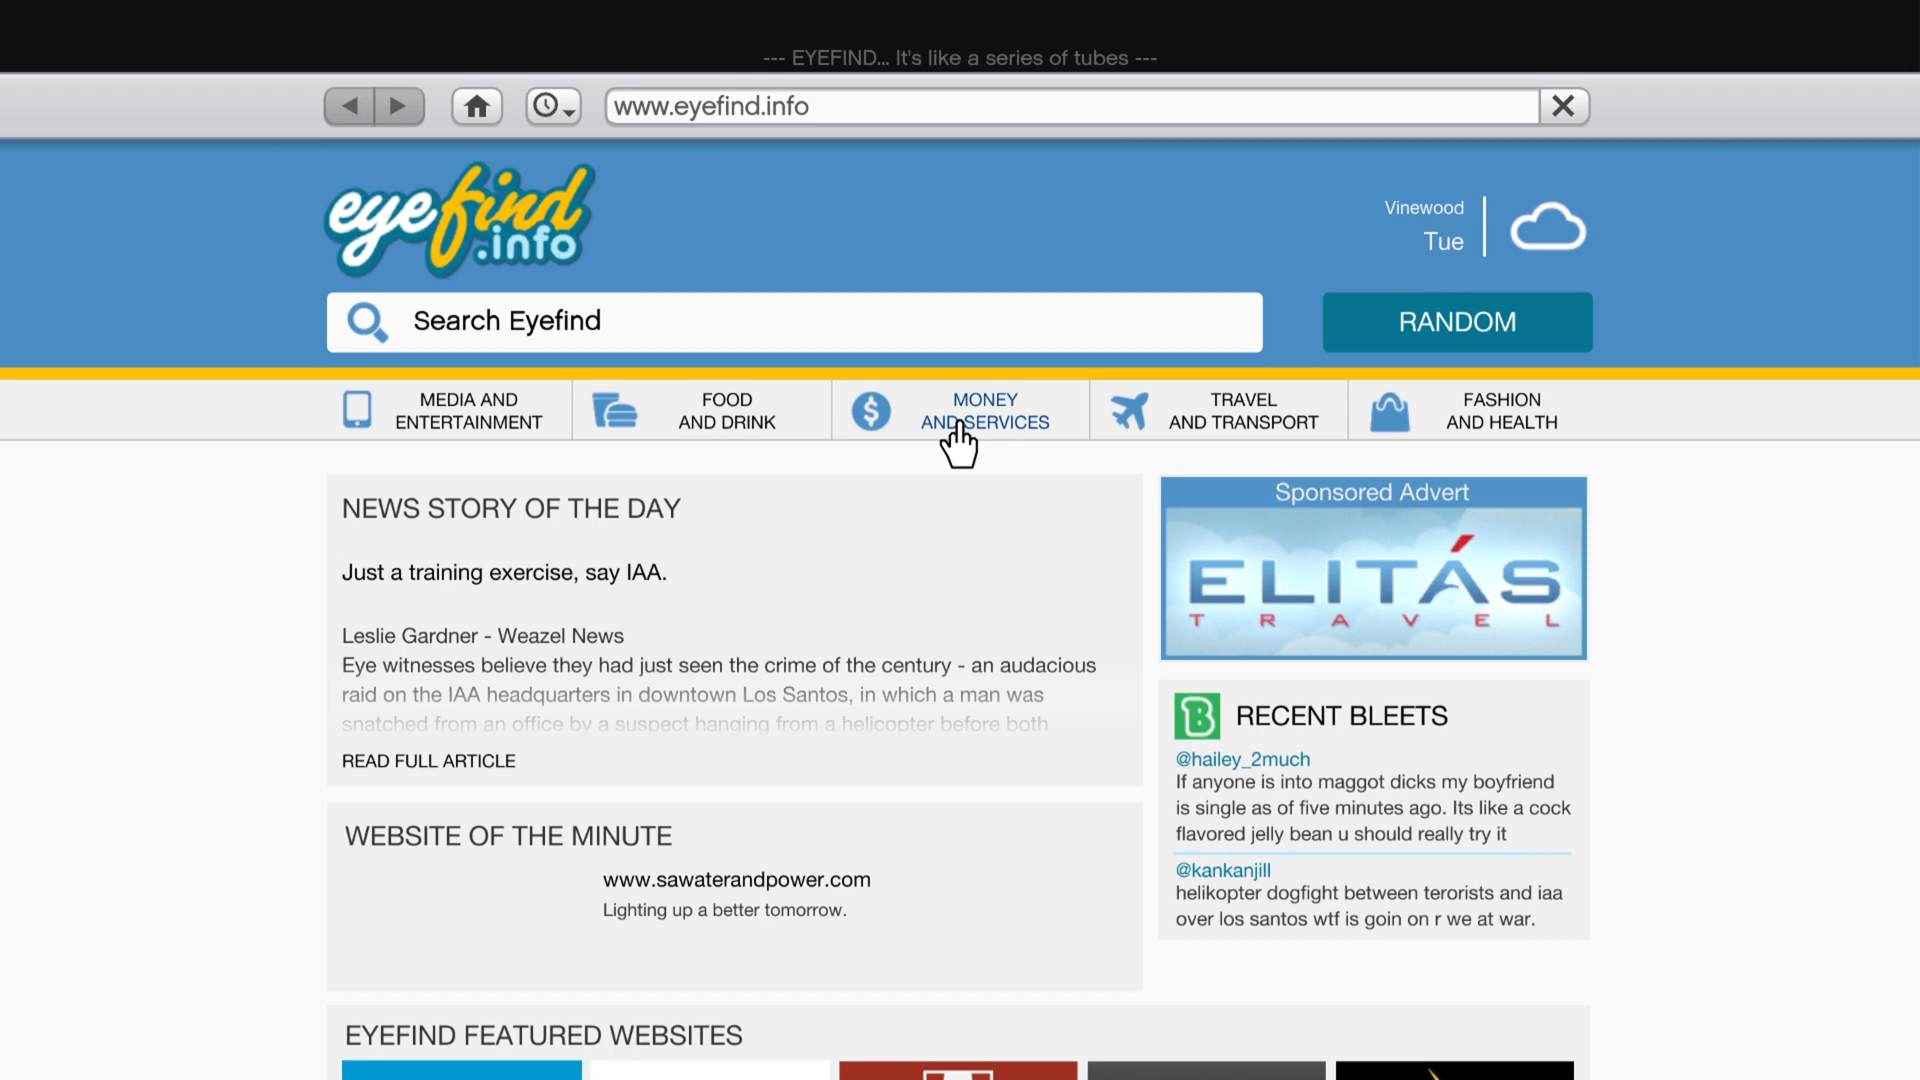 --- EYEFIND... It's like a series of tubes ---
www.eyefind.info
eyefind
.info
Vinewood
Tue
Search Eyefind
RANDOM
MEDIA AND
ENTERTAINMENT
FOOD
AND DRINK
MONEY
AND SERVICES
TRAVEL
AND TRANSPORT
FASHION
AND HEALTH
NEWS STORY OF THE DAY
Just a training exercise, say IAA.
Leslie Gardner - Weazel News
Eye witnesses believe they had just seen the crime of the century - an audacious
raid on the IAA headquarters in downtown Los Santos, in which a man was
snatched from an office by a suspect hanging from a helicopter before both
READ FULL ARTICLE
Sponsored Advert
ELITÁS
TRAVEL
B RECENT BLEETS
@hailey_2much
If anyone is into maggot dicks my boyfriend
is single as of five minutes ago. Its like a cock
flavored jelly bean u should really try it
@kankanjill
helikopter dogfight between terorists and iaa
over los santos wtf is goin on r we at war.
WEBSITE OF THE MINUTE
www.sawaterandpower.com
Lighting up a better tomorrow.
EYEFIND FEATURED WEBSITES